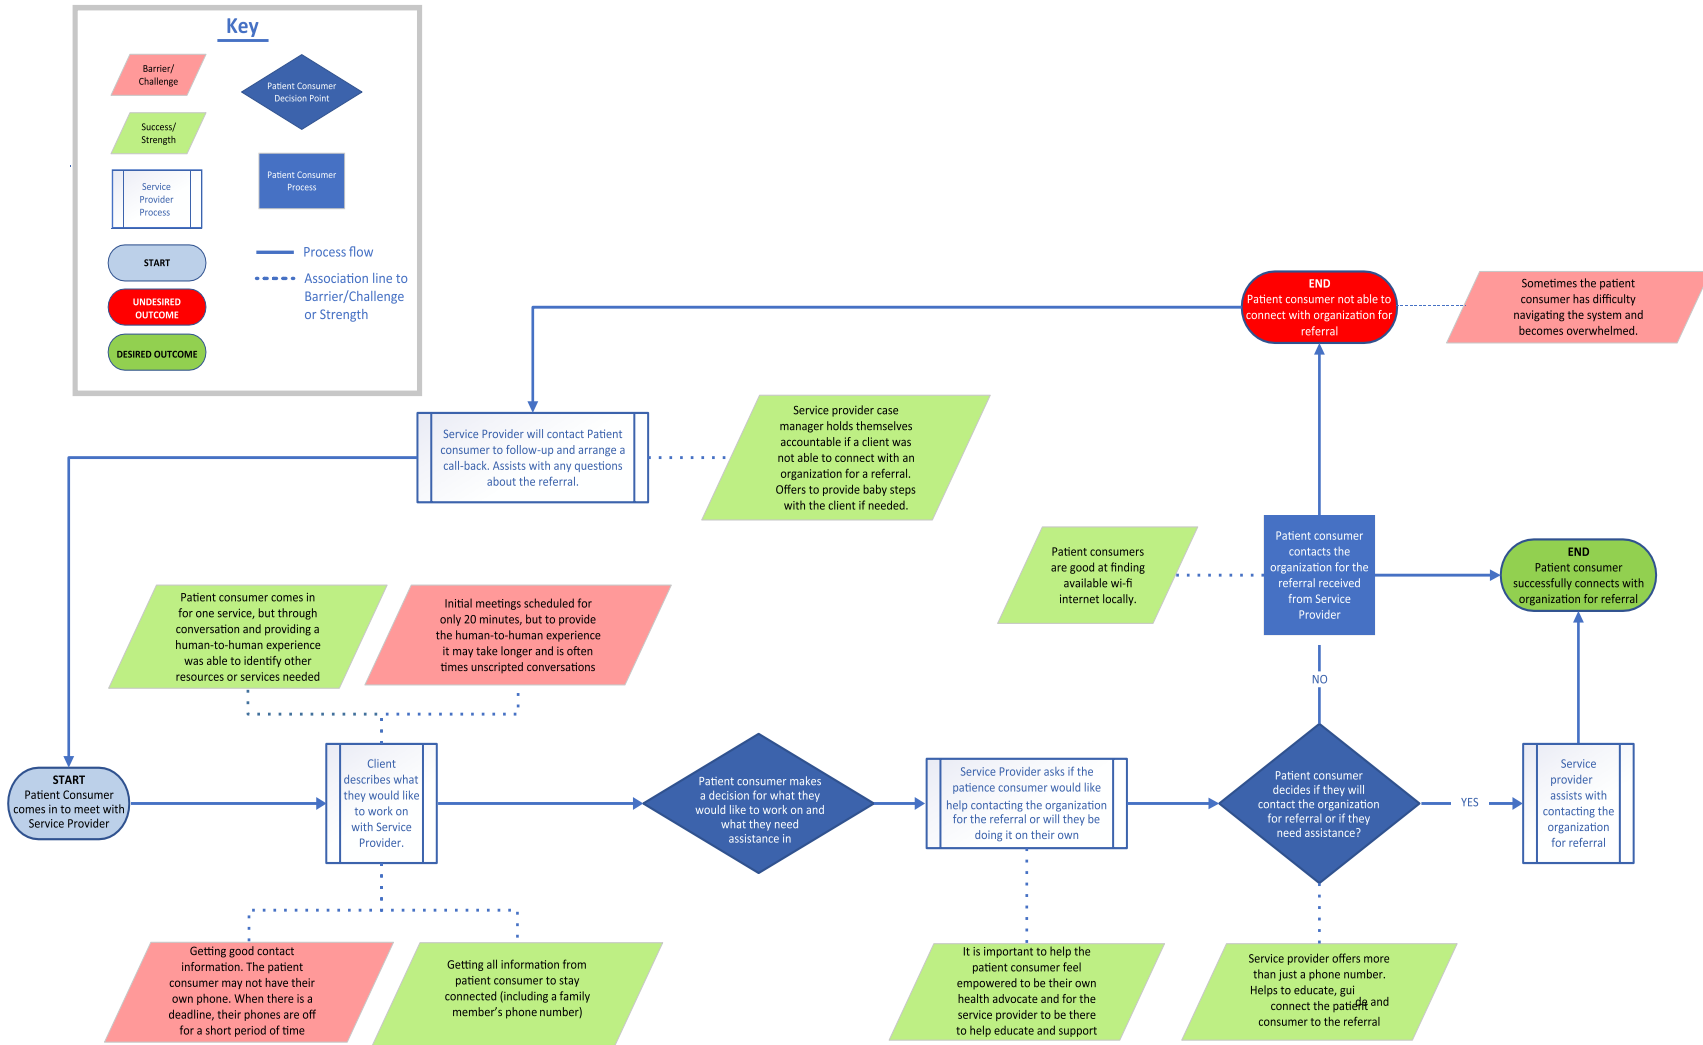 Key
Barrier/
Challenge
Patient Consumer
Decision Point
Success/
Strength
Service
Provider
Process
Patient Consumer
Process
START
Process flow
UNDESIRED
OUTCOME
Association line to
Barrier/Challenge
or Strength
DESIRED OUTCOME
END
Patient consumer not able to
connect with organization for
referral
Sometimes the patient
consumer has difficulty
navigating the system and
becomes overwhelmed.
Service Provider will contact Patient
consumer to follow-up and arrange a
call-back. Assists with any questions
about the referral.
Service provider case
manager holds themselves
accountable if a client was
not able to connect with an
organization for a referral.
Offers to provide baby steps
with the client if needed.
Patient consumers
are good at finding
available wi-fi
internet locally.
Patient consumer
contacts the
organization for the
referral received
from Service
Provider
END
Patient consumer
successfully connects with
organization for referral
Patient consumer comes in
for one service, but through
conversation and providing a
human-to-human experience
was able to identify other
resources or services needed
Initial meetings scheduled for
only 20 minutes, but to provide
the human-to-human experience
it may take longer and is often
times unscripted conversations
NO
START
Patient Consumer
comes in to meet with
Service Provider
Client
describes what
they would like
to work on
with Service
Provider.
Patient consumer makes
a decision for what they
would like to work on and
what they need
assistance in
Service Provider asks if the
patience consumer would like
help contacting the organization
for the referral or will they be
doing it on their own
Patient consumer
decides if they will
contact the organization
for referral or if they
need assistance?
YES
Service
provider
assists with
contacting the
organization
for referral
Getting good contact
information. The patient
consumer may not have their
own phone. When there is a
deadline, their phones are off
for a short period of time
Getting all information from
patient consumer to stay
connected (including a family
member's phone number)
It is important to help the
patient consumer feel
empowered to be their own
health advocate and for the
service provider to be there
to help educate and support
Service provider offers more
than just a phone number.
Helps to educate, gui
de and
connect the patient
consumer to the referral